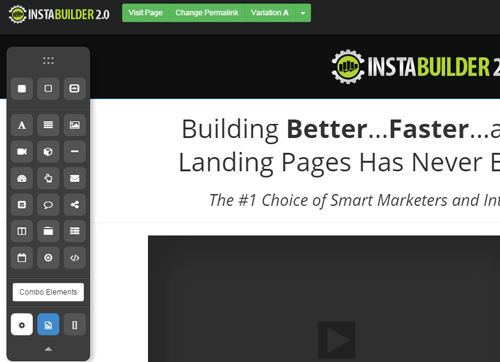 INSTABUILDER 2.0
Visit Page
Change Permalink
Variation A
INSTABUILDER 2
Building Better...Faster...a
Landing Pages Has Never
The #1 Choice of Smart Marketers and Int
A
Combo Elements